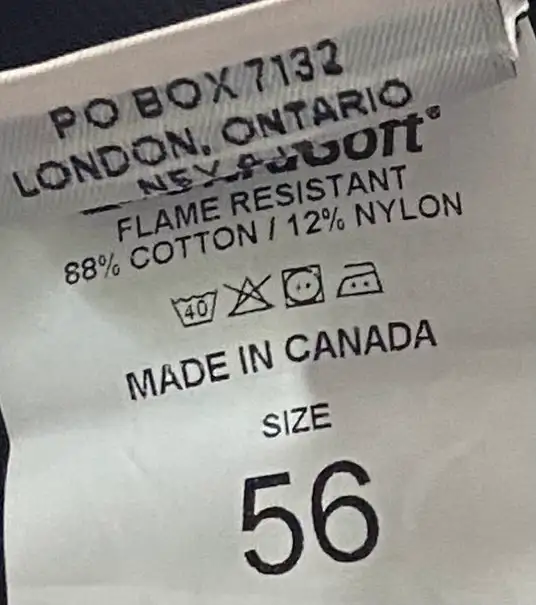 PO BOX 7132
LONDON, ONTARIO
FLAME RESISTANT
88% COTTON / 12% NYLON
40
MADE IN CANADA
SIZE
56